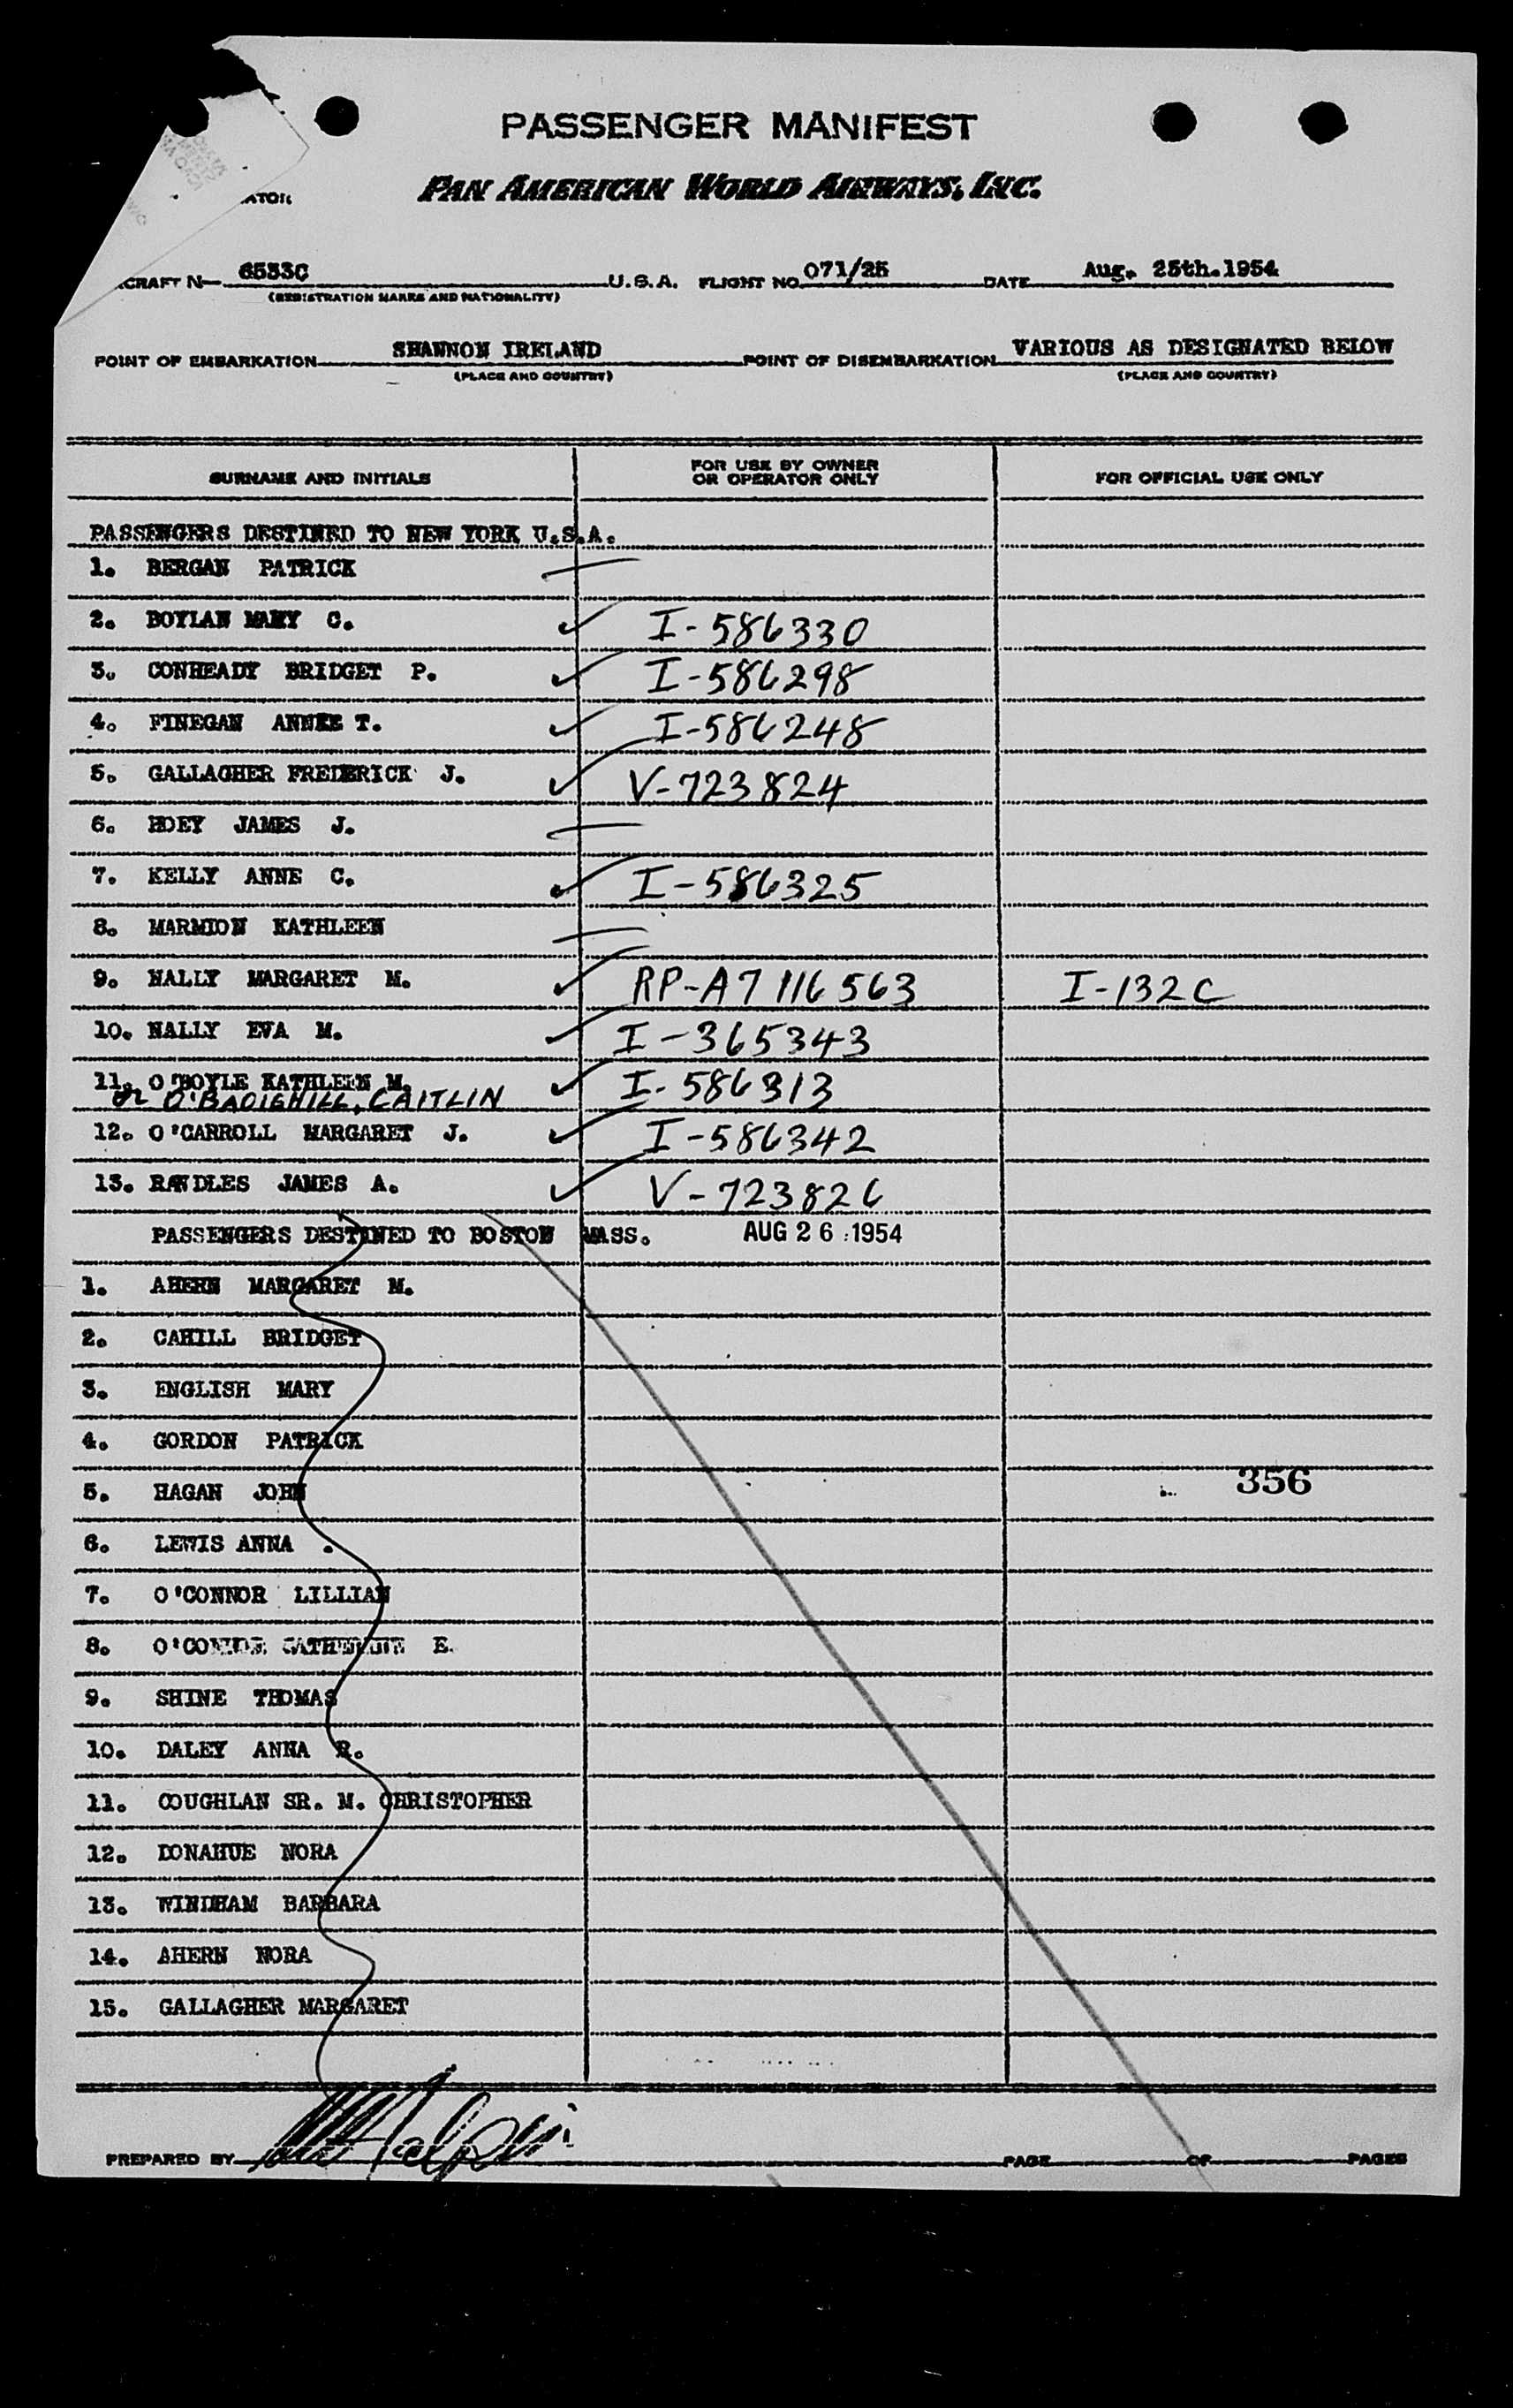 PASSENGER MANIFEST
PAN AMERICAN WORLD AIRWAYS, INC.
CRAFT N— 6533C U.S.A. FLIGHT NO. 071/25 DATE Aug. 25th.1954
(REGISTRATION MARKS AND NATIONALITY)
POINT OF EMBARKATION SHANNON IRELAND POINT OF DISEMBARKATION VARIOUS AS DESIGNATED BELOW
(PLACE AND COUNTRY) (PLACE AND COUNTRY)
SURNAME AND INITIALS FOR USE BY OWNER OR OPERATOR ONLY FOR OFFICIAL USE ONLY
PASSENGERS DESTINED TO NEW YORK U.S.A.
1. BERGAN PATRICK
2. BOYLAN MARY C. I-586330
3. CONHEADY BRIDGET P. I-586298
4. FINEGAN ANNIE T. I-586248
5. GALLAGHER FREDERICK J. V-723824
6. HOEY JAMES J.
7. KELLY ANNE C. I-586325
8. MARMION KATHLEEN
9. NALLY MARGARET M. RP-A7 116 563 I-132C
10. NALLY EVA M. I-365343
11. O'BOYLE KATHLEEN M. I-586313
or O'BAOIGHILL, CAITLIN
12. O'CARROLL MARGARET J. I-586342
13. RANDLES JAMES A. V-723826
PASSENGERS DESTINED TO BOSTON MASS. AUG 26 1954
1. AHERN MARGARET M.
2. CAHILL BRIDGET
3. ENGLISH MARY
4. GORDON PATRICK
5. HAGAN JOHN 356
6. LEWIS ANNA .
7. O'CONNOR LILLIAN
8. CATHERINE E.
9. SHINE THOMAS
10. DALEY ANNA R.
11. COUGHLAN SR. M. CHRISTOPHER
12. DONAHUE NORA
13. WINDHAM BARBARA
14. AHERN NORA
15. GALLAGHER MARGARET
PREPARED BY PAGE OF PAGES